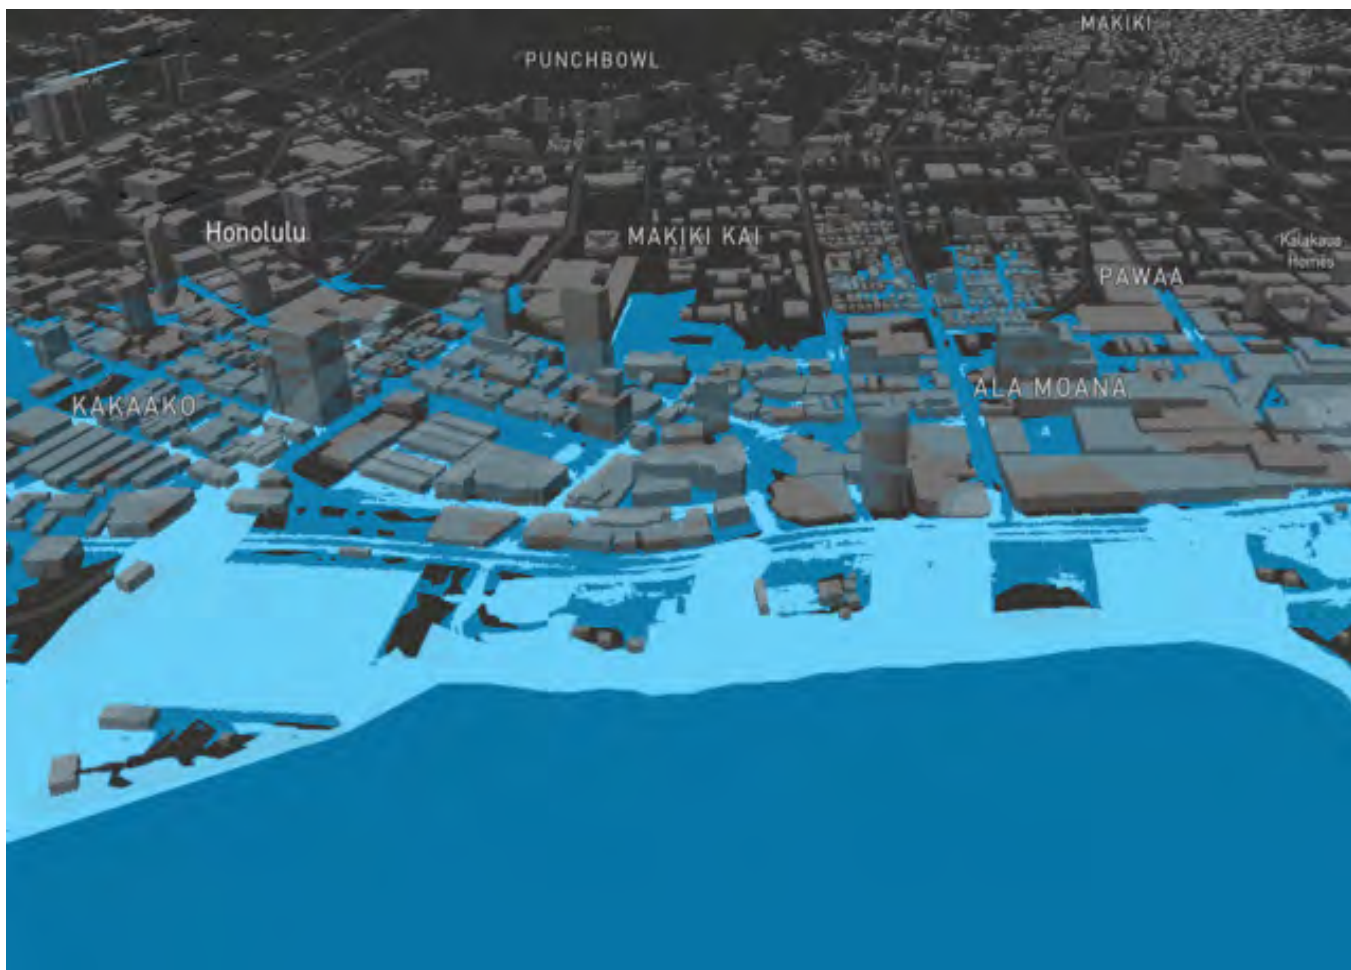 MAKIKI
PUNCHBOWL
Honolulu
MAKIKI KAI
Kalakaua
Homes
PAWAA
ALA MOANA
KAKAAKO